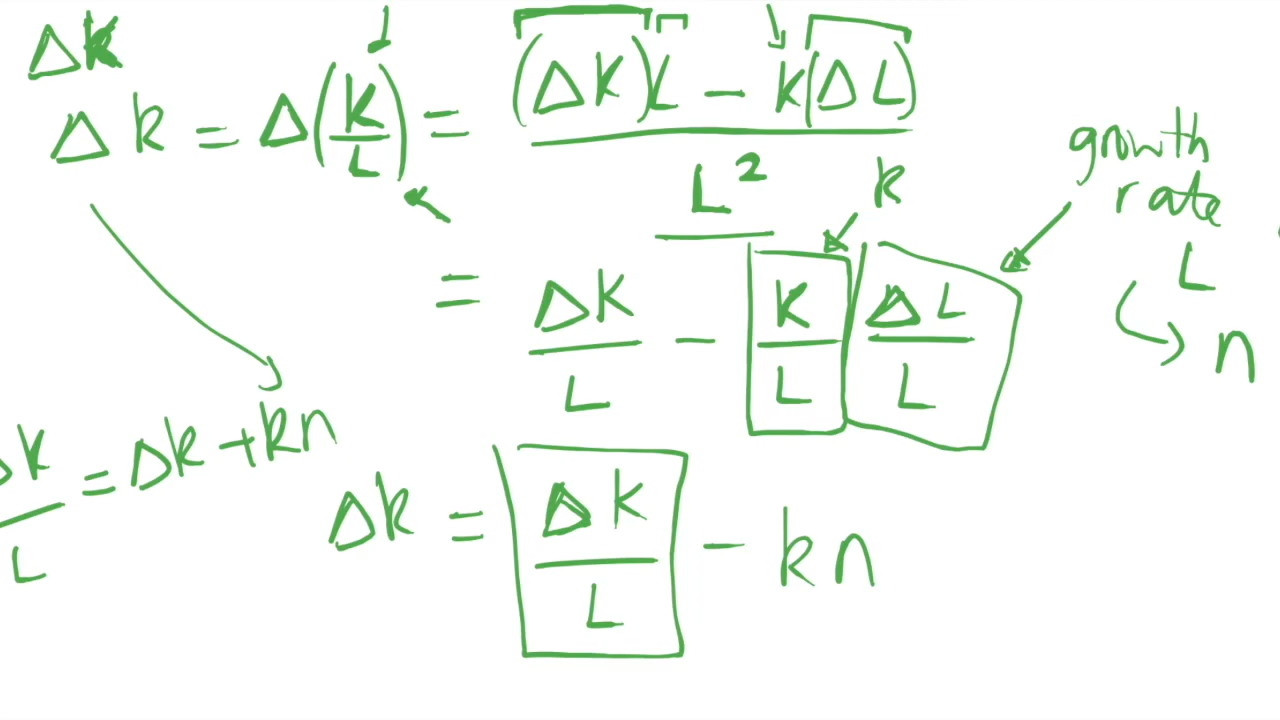 ΔK
Δk = Δ(K/L) = ((ΔK)L - K(ΔL))/L²
k
growth
rate
L
n
= ΔK/L - K/L ΔL/L
ΔK/L = Δk + kn
Δk = ΔK/L - kn